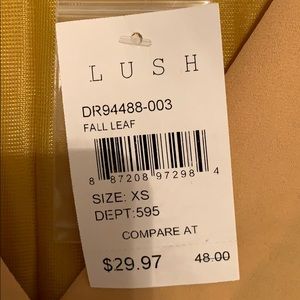 LUSH
DR94488-003
FALL LEAF
8 87208 97298 4
SIZE: XS
DEPT:595
COMPARE AT
$29.97 48.00